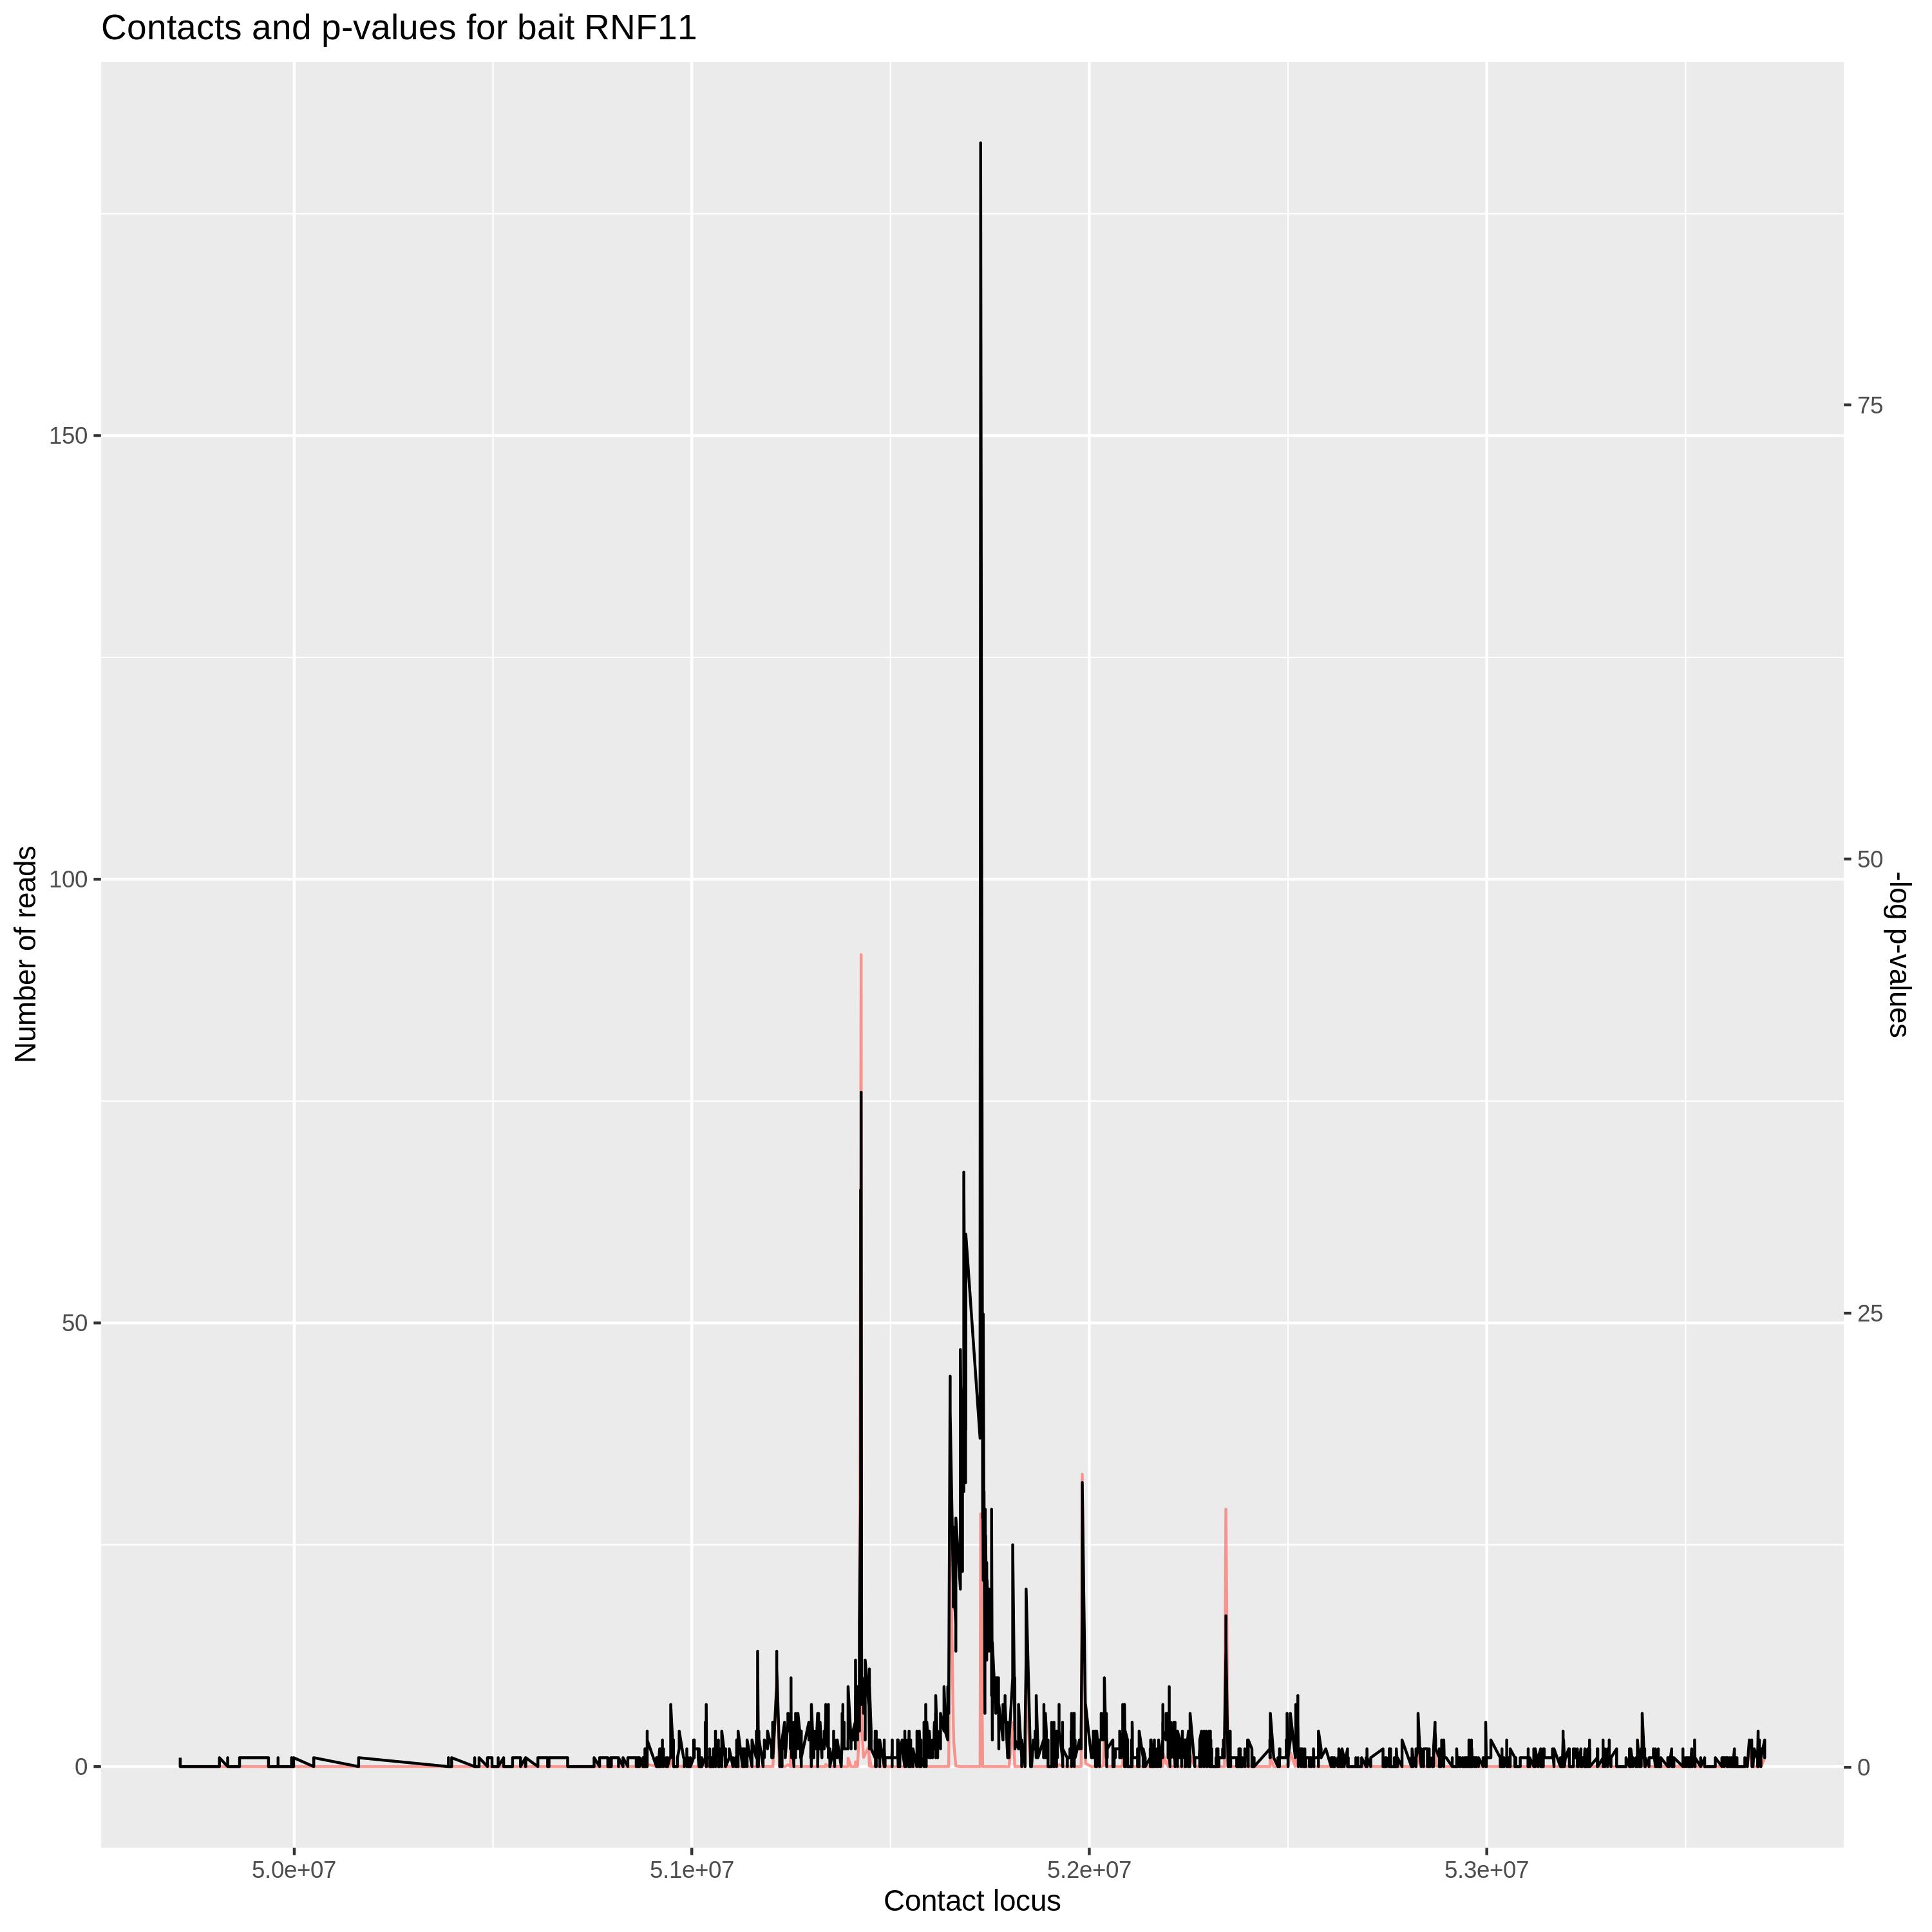 Contacts and p-values for bait RNF11
Number of reads
150
100
50
0
75
50
25
0
-log p-values
5.0e+07
5.1e+07
5.2e+07
5.3e+07
Contact locus